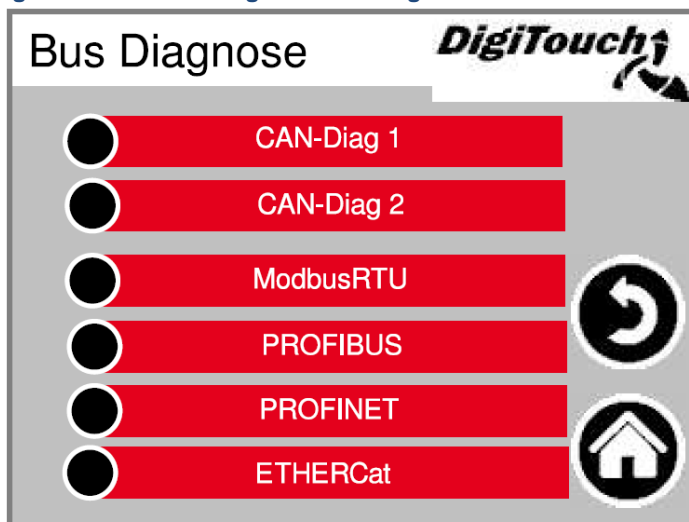 Bus Diagnose
DigiTouch
CAN-Diag 1
CAN-Diag 2
ModbusRTU
PROFIBUS
PROFINET
ETHERCat